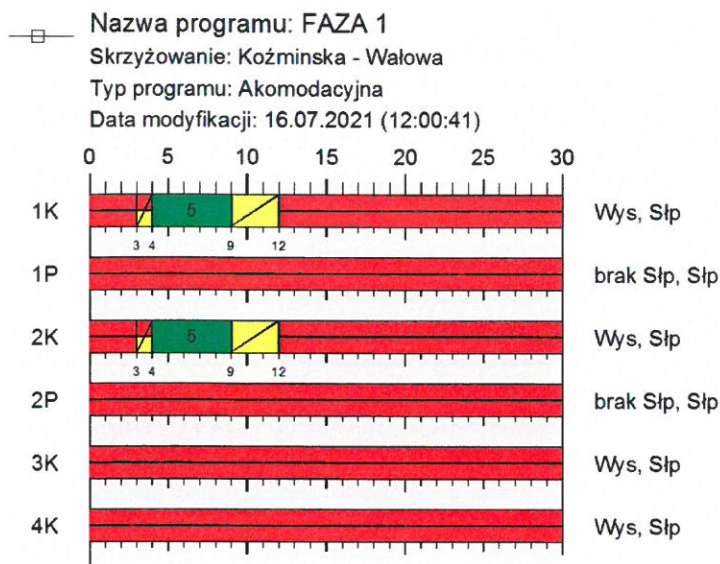 Nazwa programu: FAZA 1
Skrzyżowanie: Koźminska - Wałowa
Typ programu: Akomodacyjna
Data modyfikacji: 16.07.2021 (12:00:41)
0 5 10 15 20 25 30
1K 5 Wys, Słp
3 4 9 12
1P brak Słp, Słp
2K 5 Wys, Słp
3 4 9 12
2P brak Słp, Słp
3K Wys, Słp
4K Wys, Słp